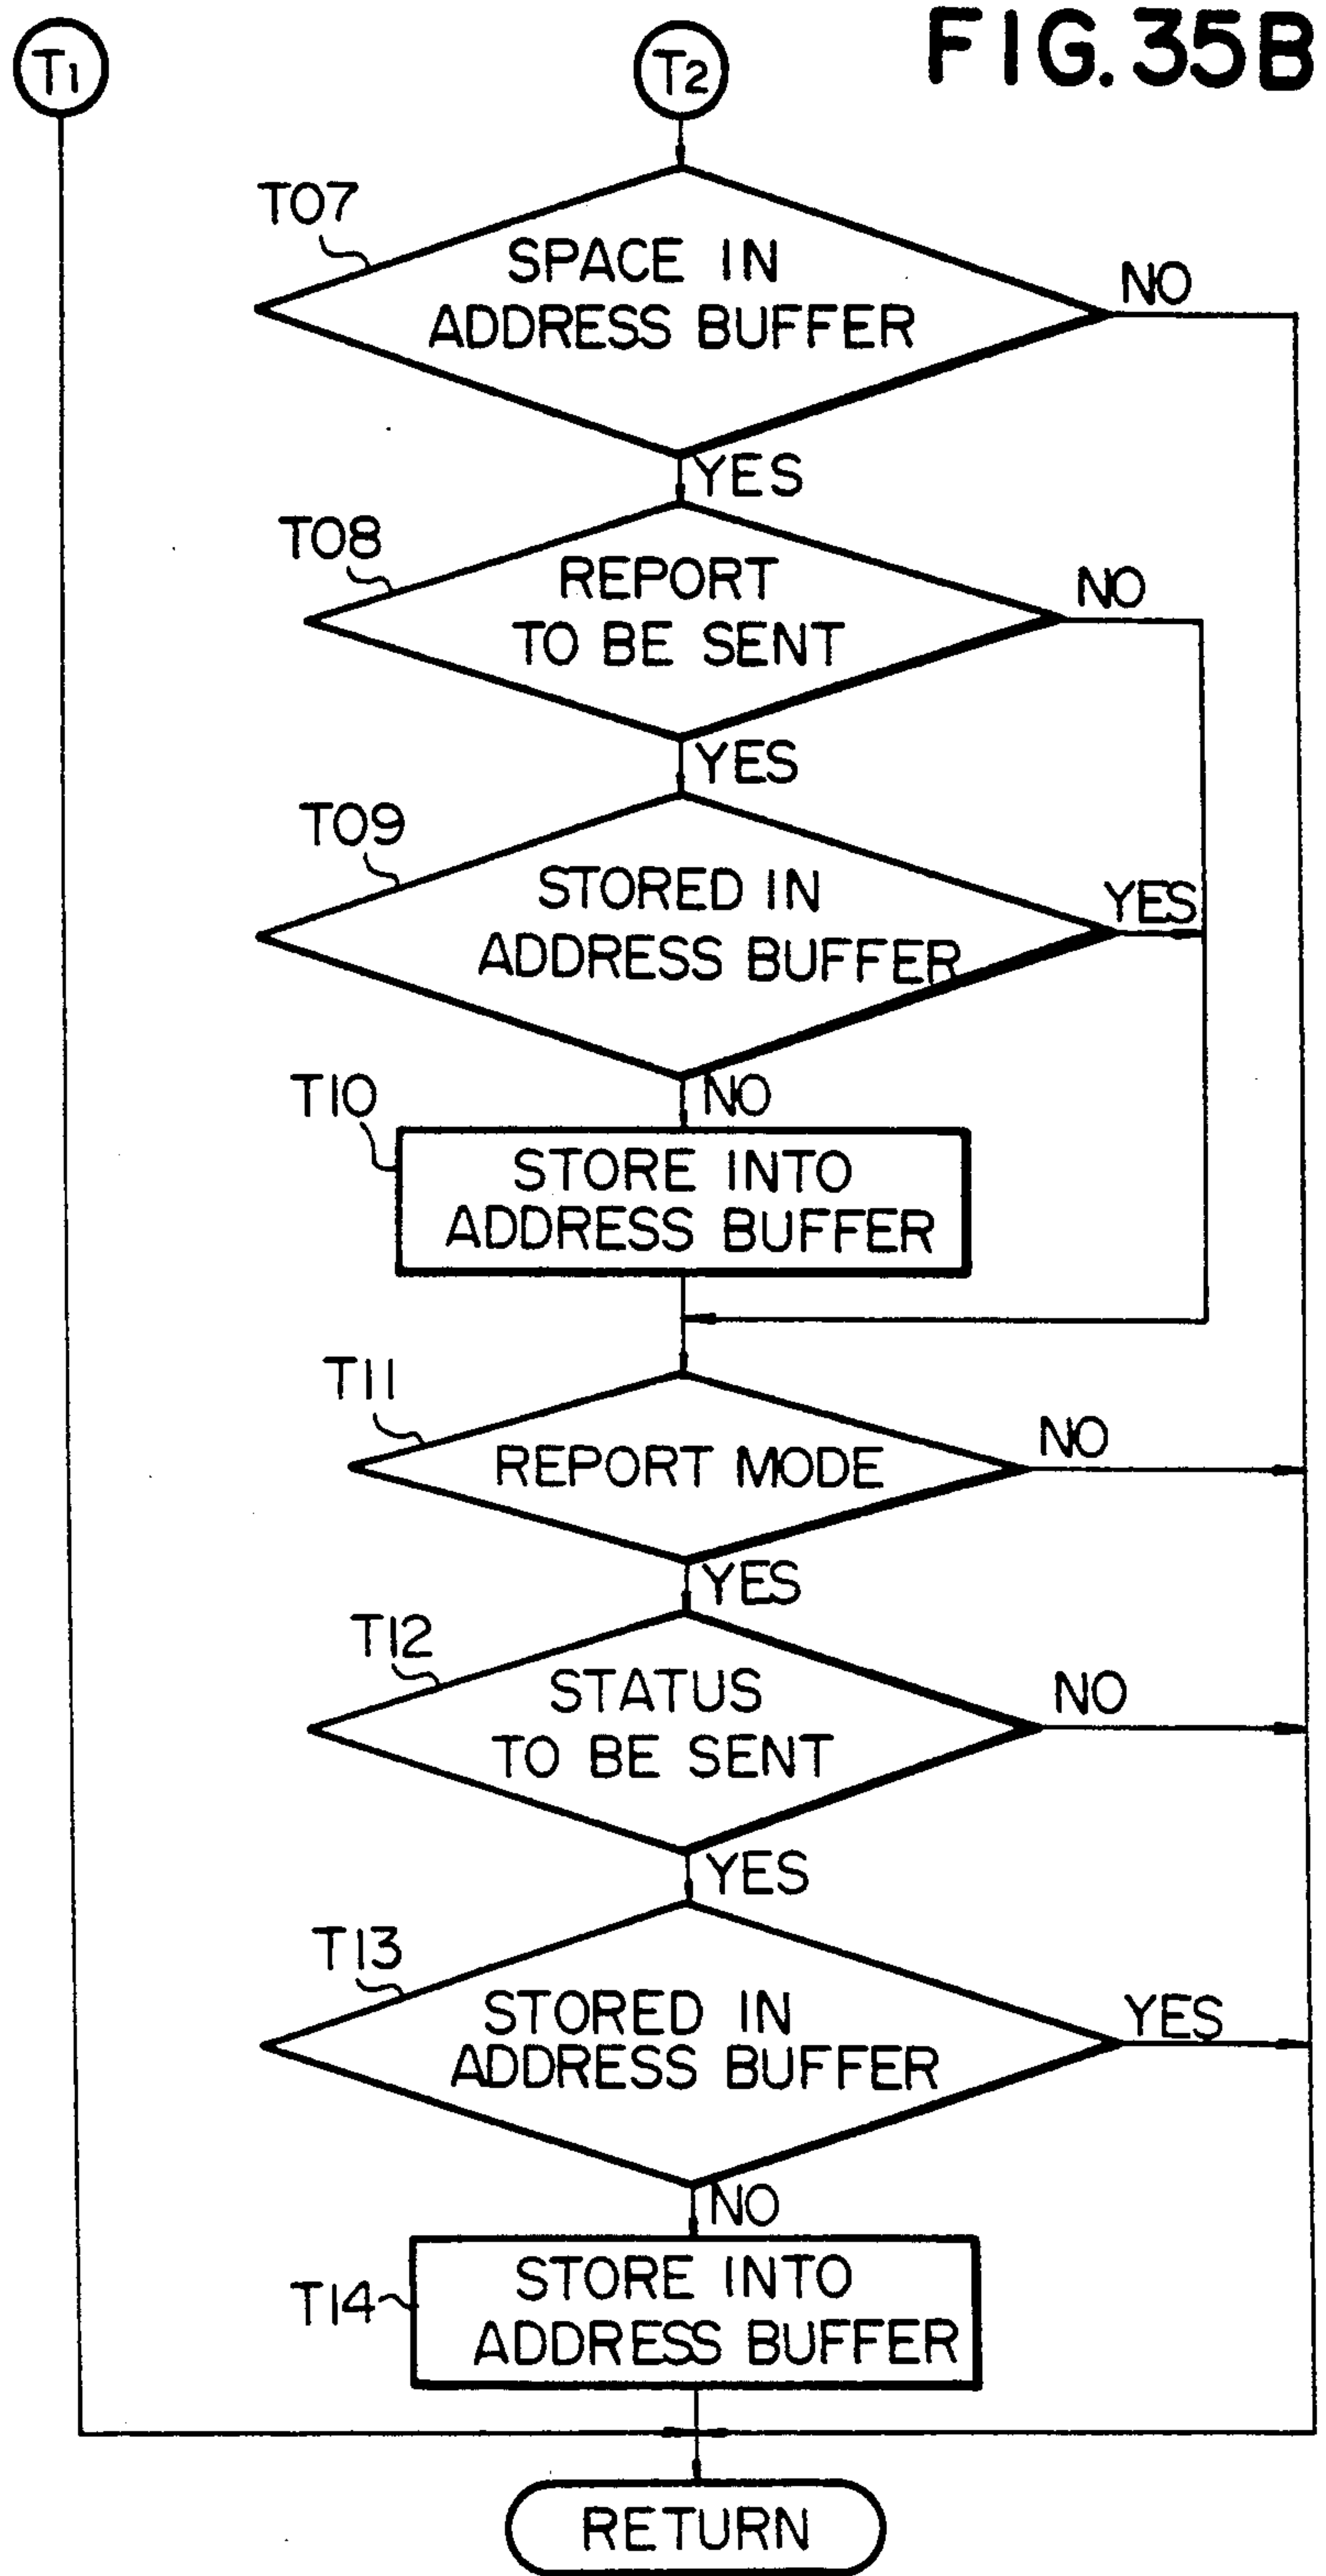 FIG. 35B
T1
T2
T07
SPACE IN
ADDRESS BUFFER
NO
YES
T08
REPORT
TO BE SENT
NO
YES
T09
STORED IN
ADDRESS BUFFER
YES
NO
T10
STORE INTO
ADDRESS BUFFER
T11
REPORT MODE
NO
YES
T12
STATUS
TO BE SENT
NO
YES
T13
STORED IN
ADDRESS BUFFER
YES
NO
T14
STORE INTO
ADDRESS BUFFER
RETURN